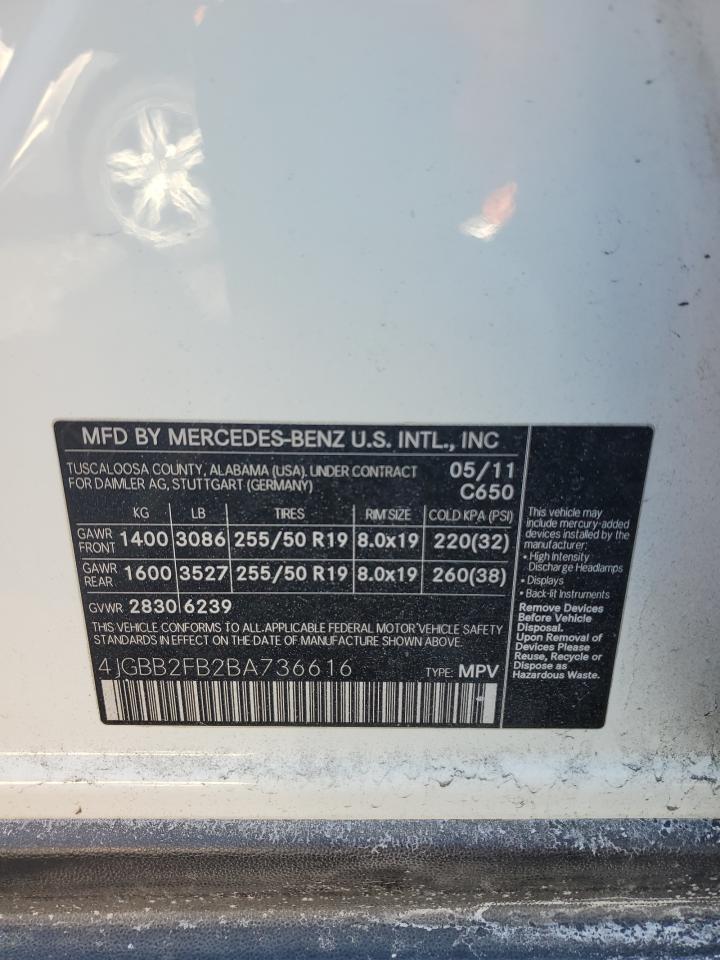 MFD BY MERCEDES-BENZ U.S. INTL., INC
TUSCALOOSA COUNTY, ALABAMA (USA). UNDER CONTRACT 05/11
FOR DAIMLER AG, STUTTGART (GERMANY) C650
KG LB TIRES RIM SIZE COLD KPA (PSI)
GAWR FRONT 1400 3086 255/50 R19 8.0x19 220(32)
GAWR REAR 1600 3527 255/50 R19 8.0x19 260(38)
GVWR 2830 6239
THIS VEHICLE CONFORMS TO ALL APPLICABLE FEDERAL MOTOR VEHICLE SAFETY
STANDARDS IN EFFECT ON THE DATE OF MANUFACTURE SHOWN ABOVE.
4JGBB2FB2BA736616 TYPE: MPV
This vehicle may
include mercury-added
devices installed by the
manufacturer:
• High Intensity
Discharge Headlamps
• Displays
• Back-lit Instruments
Remove Devices
Before Vehicle
Disposal.
Upon Removal of
Devices Please
Reuse, Recycle or
Dispose as
Hazardous Waste.